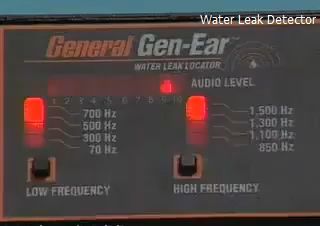 Water Leak Detector
General Gen-Ear™
WATER LEAK LOCATOR
AUDIO LEVEL
1 2 3 4 5 6 7 8 9 10
700 Hz
500 Hz
300 Hz
70 Hz
1,500 Hz
1,300 Hz
1,100 Hz
850 Hz
LOW FREQUENCY
HIGH FREQUENCY